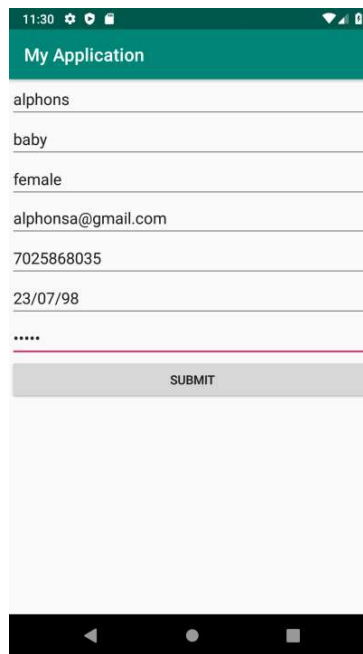 11:30
My Application
alphons
baby
female
alphonsa@gmail.com
7025868035
23/07/98
•••••
SUBMIT